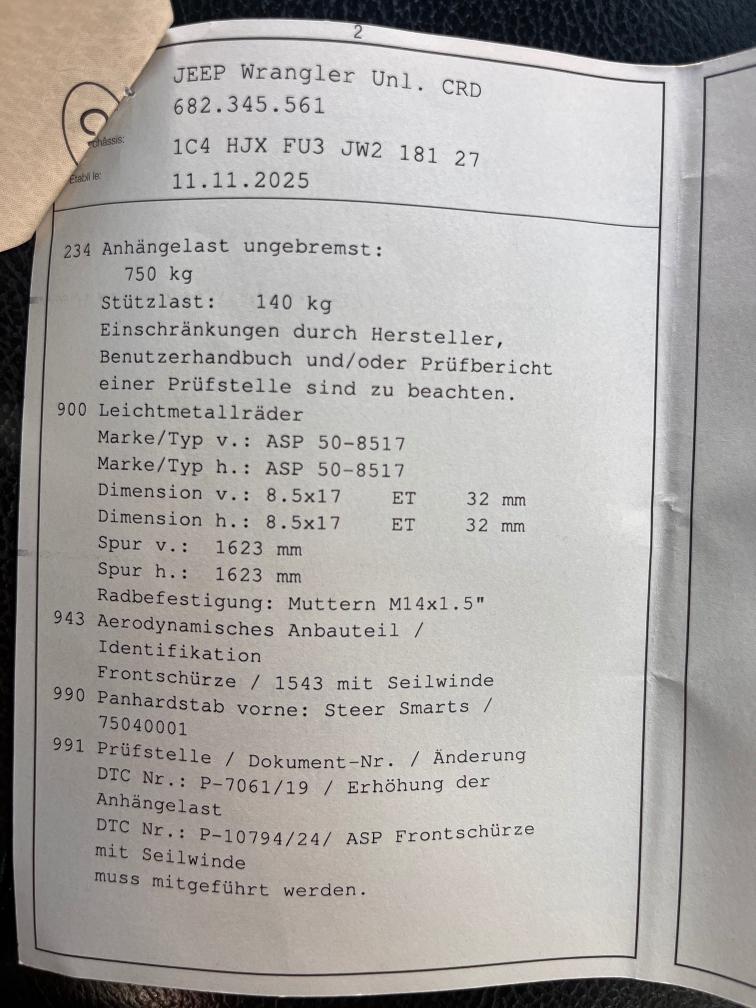 2
JEEP Wrangler Unl. CRD
682.345.561
châssis:
1C4 HJX FU3 JW2 181 27
Établi le:
11.11.2025
234 Anhängelast ungebremst:
750 kg
Stützlast: 140 kg
Einschränkungen durch Hersteller,
Benutzerhandbuch und/oder Prüfbericht
einer Prüfstelle sind zu beachten.
900 Leichtmetallräder
Marke/Typ v.: ASP 50-8517
Marke/Typ h.: ASP 50-8517
Dimension v.: 8.5x17 ET 32 mm
Dimension h.: 8.5x17 ET 32 mm
Spur v.: 1623 mm
Spur h.: 1623 mm
Radbefestigung: Muttern M14x1.5"
943 Aerodynamisches Anbauteil /
Identifikation
Frontschürze / 1543 mit Seilwinde
990 Panhardstab vorne: Steer Smarts /
75040001
991 Prüfstelle / Dokument-Nr. / Änderung
DTC Nr.: P-7061/19 / Erhöhung der
Anhängelast
DTC Nr.: P-10794/24/ ASP Frontschürze
mit Seilwinde
muss mitgeführt werden.